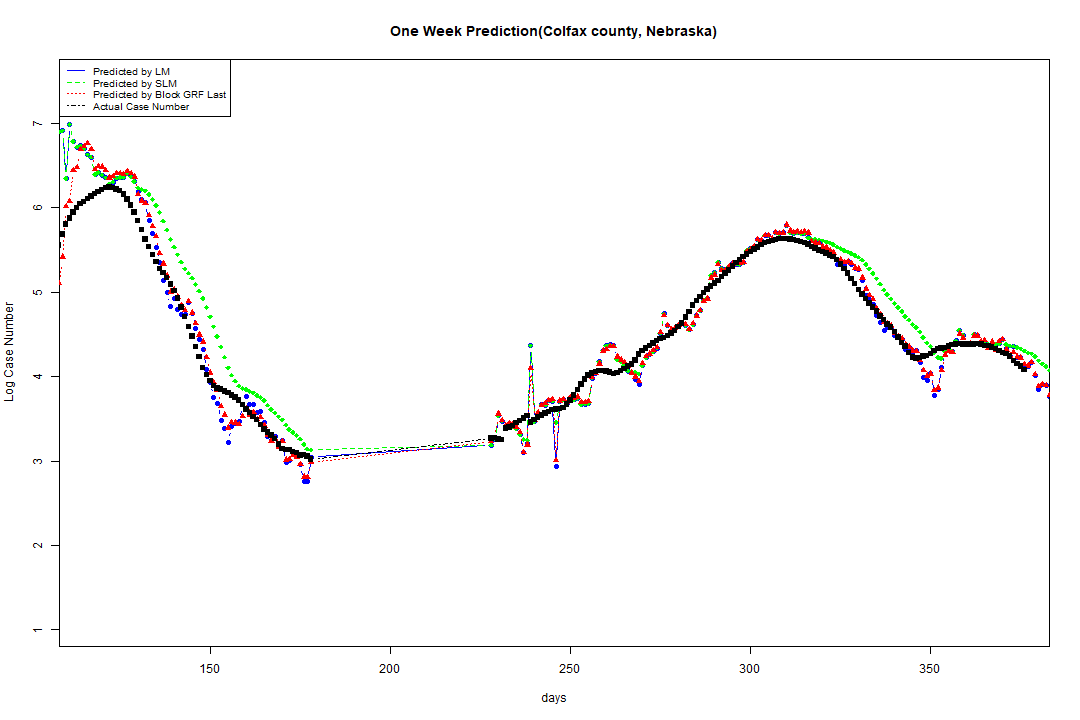 One Week Prediction(Colfax county, Nebraska)
Predicted by LM
Predicted by SLM
Predicted by Block GRF Last
Actual Case Number
7
6
5
4
3
2
1
Log Case Number
150 200 250 300 350
days